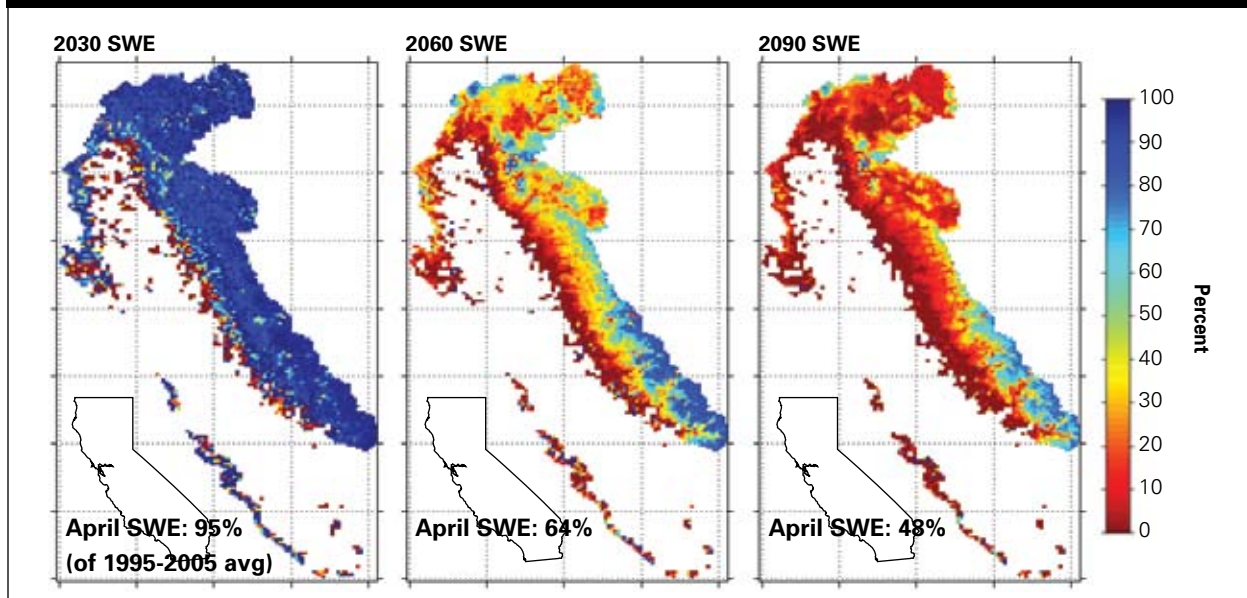 2030 SWE
2060 SWE
2090 SWE
April SWE: 95%
(of 1995-2005 avg)
April SWE: 64%
April SWE: 48%
100
90
80
70
60
50
40
30
20
10
0
Percent